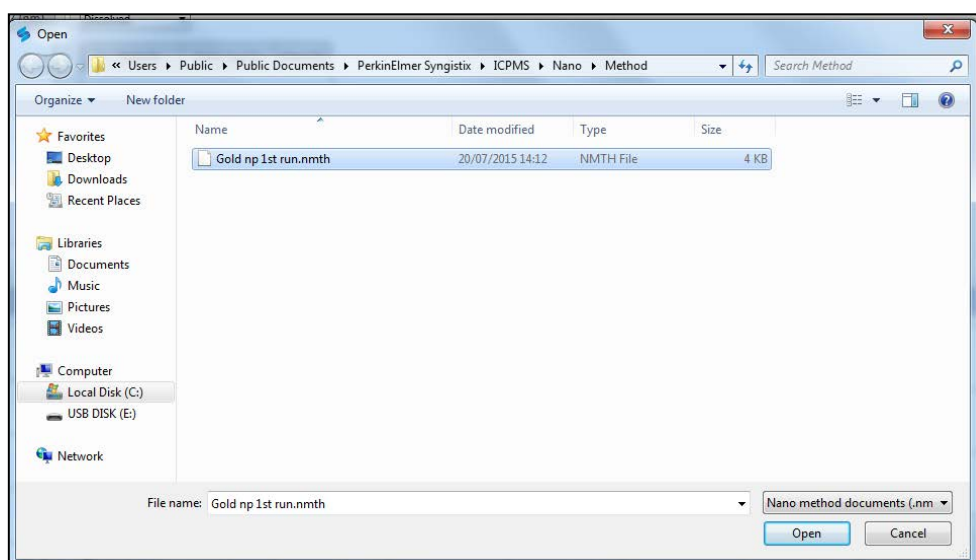 Open
« Users ▸ Public ▸ Public Documents ▸ PerkinElmer Syngistix ▸ ICPMS ▸ Nano ▸ Method
Search Method
Organize New folder
Favorites
Desktop
Downloads
Recent Places
Libraries
Documents
Music
Pictures
Videos
Computer
Local Disk (C:)
USB DISK (E:)
Network
Name Date modified Type Size
Gold np 1st run.nmth 20/07/2015 14:12 NMTH File 4 KB
File name: Gold np 1st run.nmth Nano method documents (.nm
Open Cancel